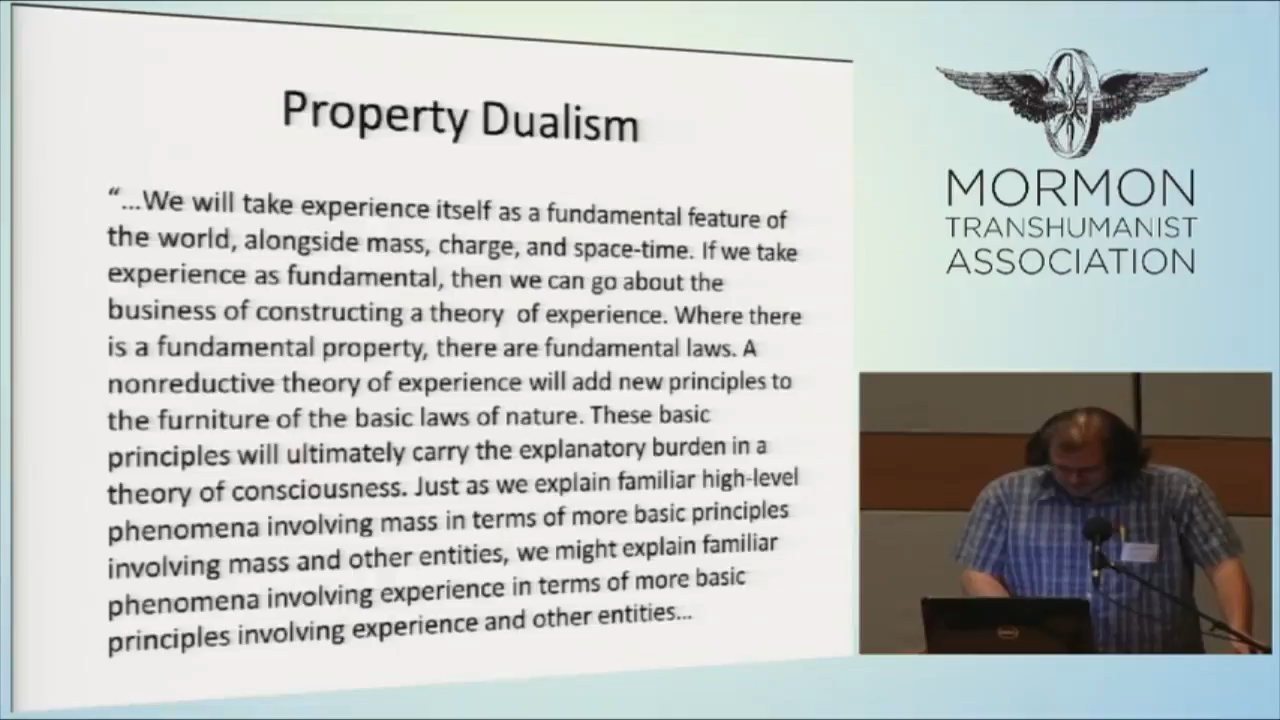 Property Dualism
“...We will take experience itself as a fundamental feature of
the world, alongside mass, charge, and space-time. If we take
experience as fundamental, then we can go about the
business of constructing a theory of experience. Where there
is a fundamental property, there are fundamental laws. A
nonreductive theory of experience will add new principles to
the furniture of the basic laws of nature. These basic
principles will ultimately carry the explanatory burden in a
theory of consciousness. Just as we explain familiar high-level
phenomena involving mass in terms of more basic principles
involving mass and other entities, we might explain familiar
phenomena involving experience in terms of more basic
principles involving experience and other entities...
MORMON
TRANSHUMANIST
ASSOCIATION
DELL